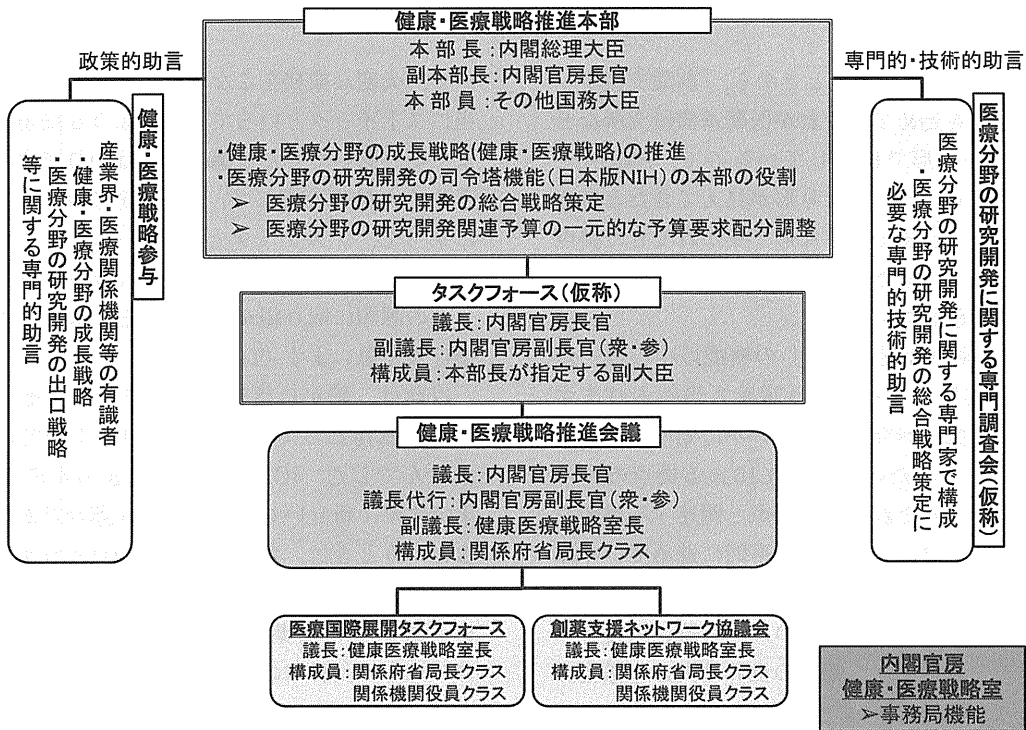 健康・医療戦略推進本部
本部長：内閣総理大臣
副本部長：内閣官房長官
本部員：その他国務大臣
・健康・医療分野の成長戦略(健康・医療戦略)の推進
・医療分野の研究開発の司令塔機能(日本版NIH)の本部の役割
➢ 医療分野の研究開発の総合戦略策定
➢ 医療分野の研究開発関連予算の一元的な予算要求配分調整
政策的助言
健康・医療戦略参与
産業界・医療関係機関等の有識者
・健康・医療分野の成長戦略
・医療分野の研究開発の出口戦略
等に関する専門的助言
専門的・技術的助言
医療分野の研究開発に関する専門調査会(仮称)
医療分野の研究開発に関する専門家で構成
・医療分野の研究開発の総合戦略策定に
必要な専門的技術的助言
タスクフォース(仮称)
議長：内閣官房長官
副議長：内閣官房副長官(衆・参)
構成員：本部長が指定する副大臣
健康・医療戦略推進会議
議長：内閣官房長官
議長代行：内閣官房副長官(衆・参)
副議長：健康医療戦略室長
構成員：関係府省局長クラス
医療国際展開タスクフォース
議長：健康医療戦略室長
構成員：関係府省局長クラス
関係機関役員クラス
創薬支援ネットワーク協議会
議長：健康医療戦略室長
構成員：関係府省局長クラス
関係機関役員クラス
内閣官房
健康・医療戦略室
➢事務局機能